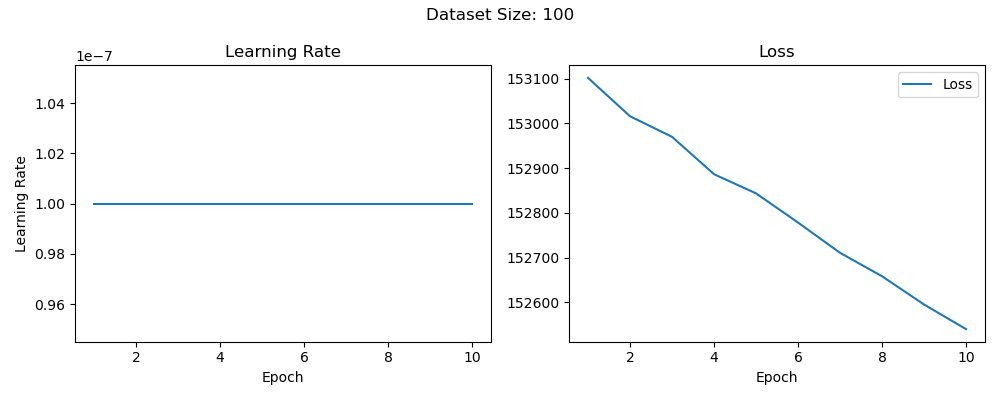 Dataset Size: 100
Learning Rate
1e−7
1.04
1.02
1.00
0.98
0.96
Learning Rate
2 4 6 8 10
Epoch
Loss
Loss
153100
153000
152900
152800
152700
152600
2 4 6 8 10
Epoch